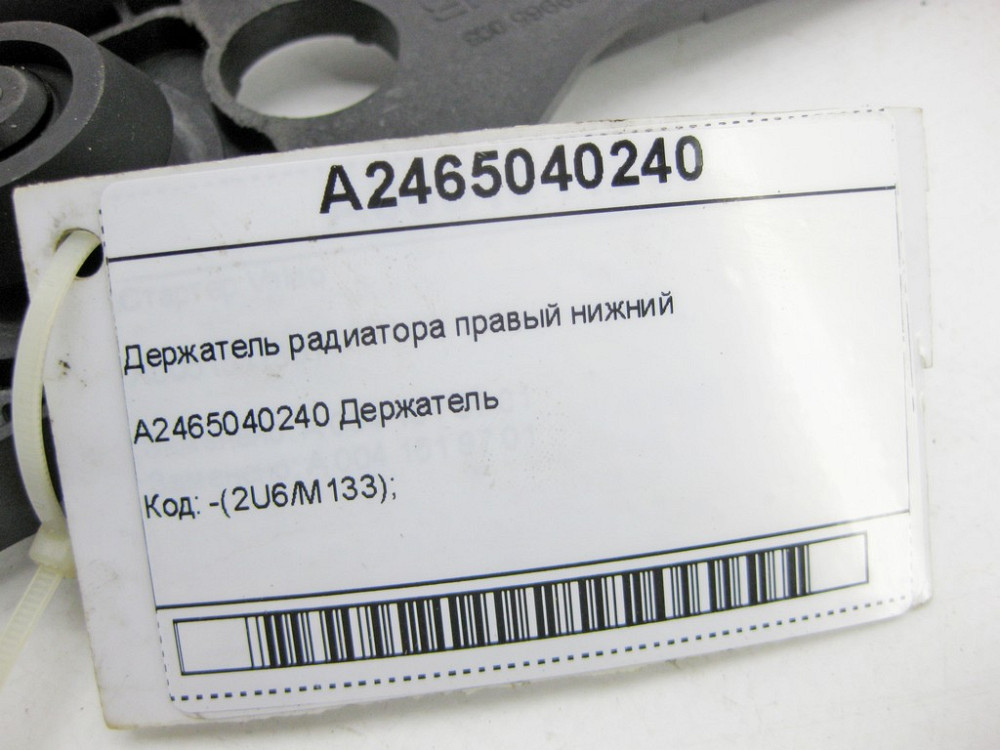 A2465040240
Держатель радиатора правый нижний
A2465040240 Держатель
Код: -(2U6/M133);